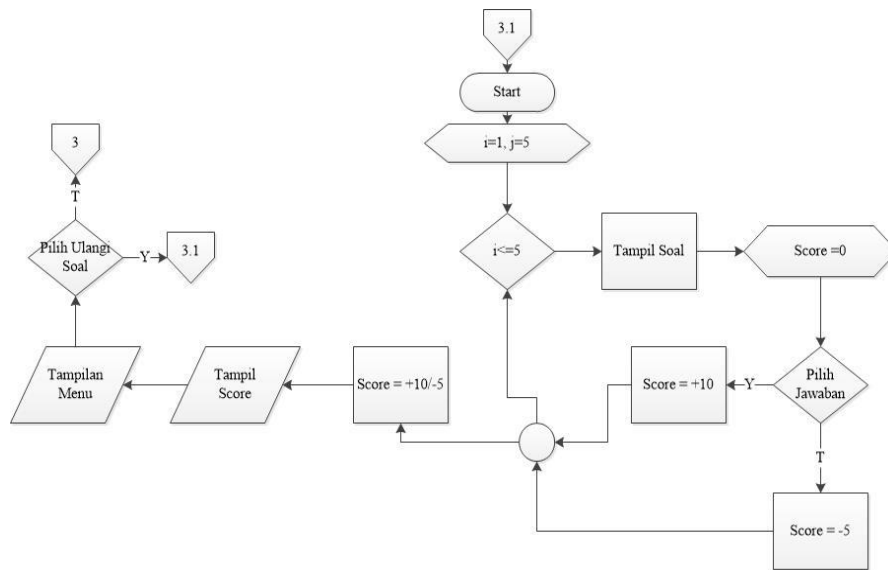 3.1
Start
i=1, j=5
i<=5
Tampil Soal
Score =0
Pilih
Jawaban
Y
Score = +10
T
Score = -5
Score = +10/-5
Tampil
Score
Tampilan
Menu
Pilih Ulangi
Soal
Y
3.1
T
3